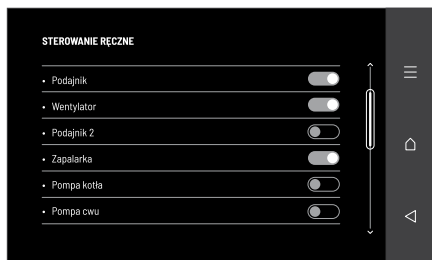 STEROWANIE RĘCZNE
• Podajnik
• Wentylator
• Podajnik 2
• Zapalarka
• Pompa kotła
• Pompa cwu